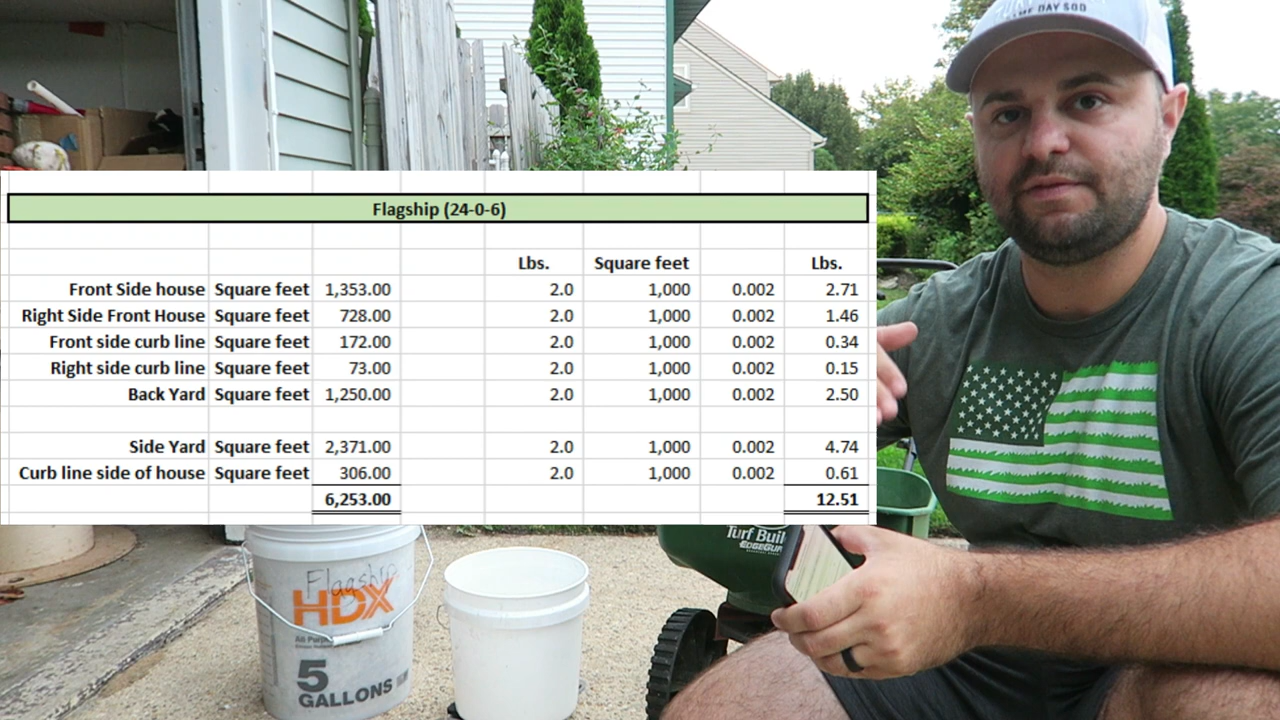 ME DAY SOD
Flagship (24-0-6)
Lbs. Square feet Lbs.
Front Side house Square feet 1,353.00 2.0 1,000 0.002 2.71
Right Side Front House Square feet 728.00 2.0 1,000 0.002 1.46
Front side curb line Square feet 172.00 2.0 1,000 0.002 0.34
Right side curb line Square feet 73.00 2.0 1,000 0.002 0.15
Back Yard Square feet 1,250.00 2.0 1,000 0.002 2.50
Side Yard Square feet 2,371.00 2.0 1,000 0.002 4.74
Curb line side of house Square feet 306.00 2.0 1,000 0.002 0.61
6,253.00 12.51
Flagship
HDX
5
GALLONS
Turf Buil
EDGEGU